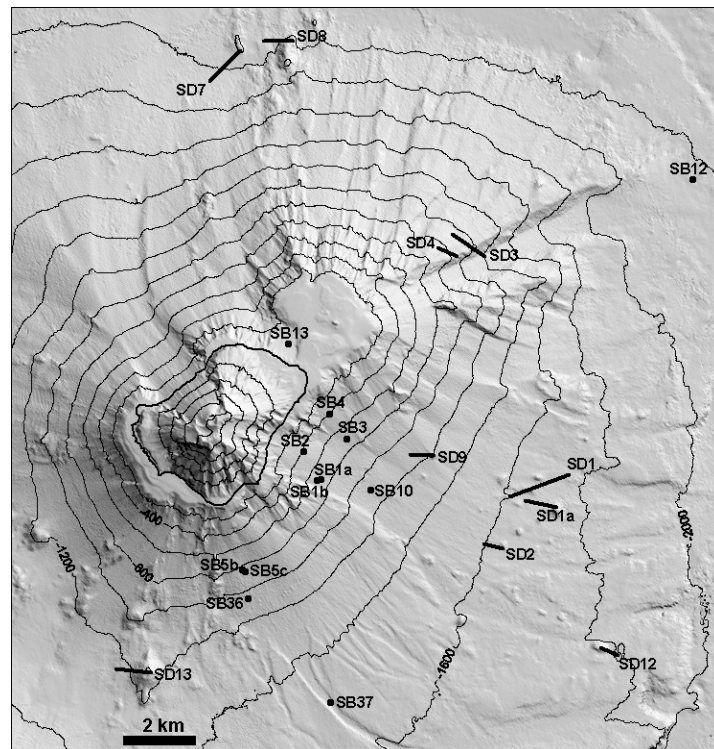 SD8
SD7
SB12
SD4
SD3
SB13
SB4
SB3
SB2
SD9
SB1a
SB1b
SB10
SD1
SD1a
-400
-2000
SD2
-1200
-800
SB5b
SB5c
SB36
-1600
SD12
SD13
SB37
2 km